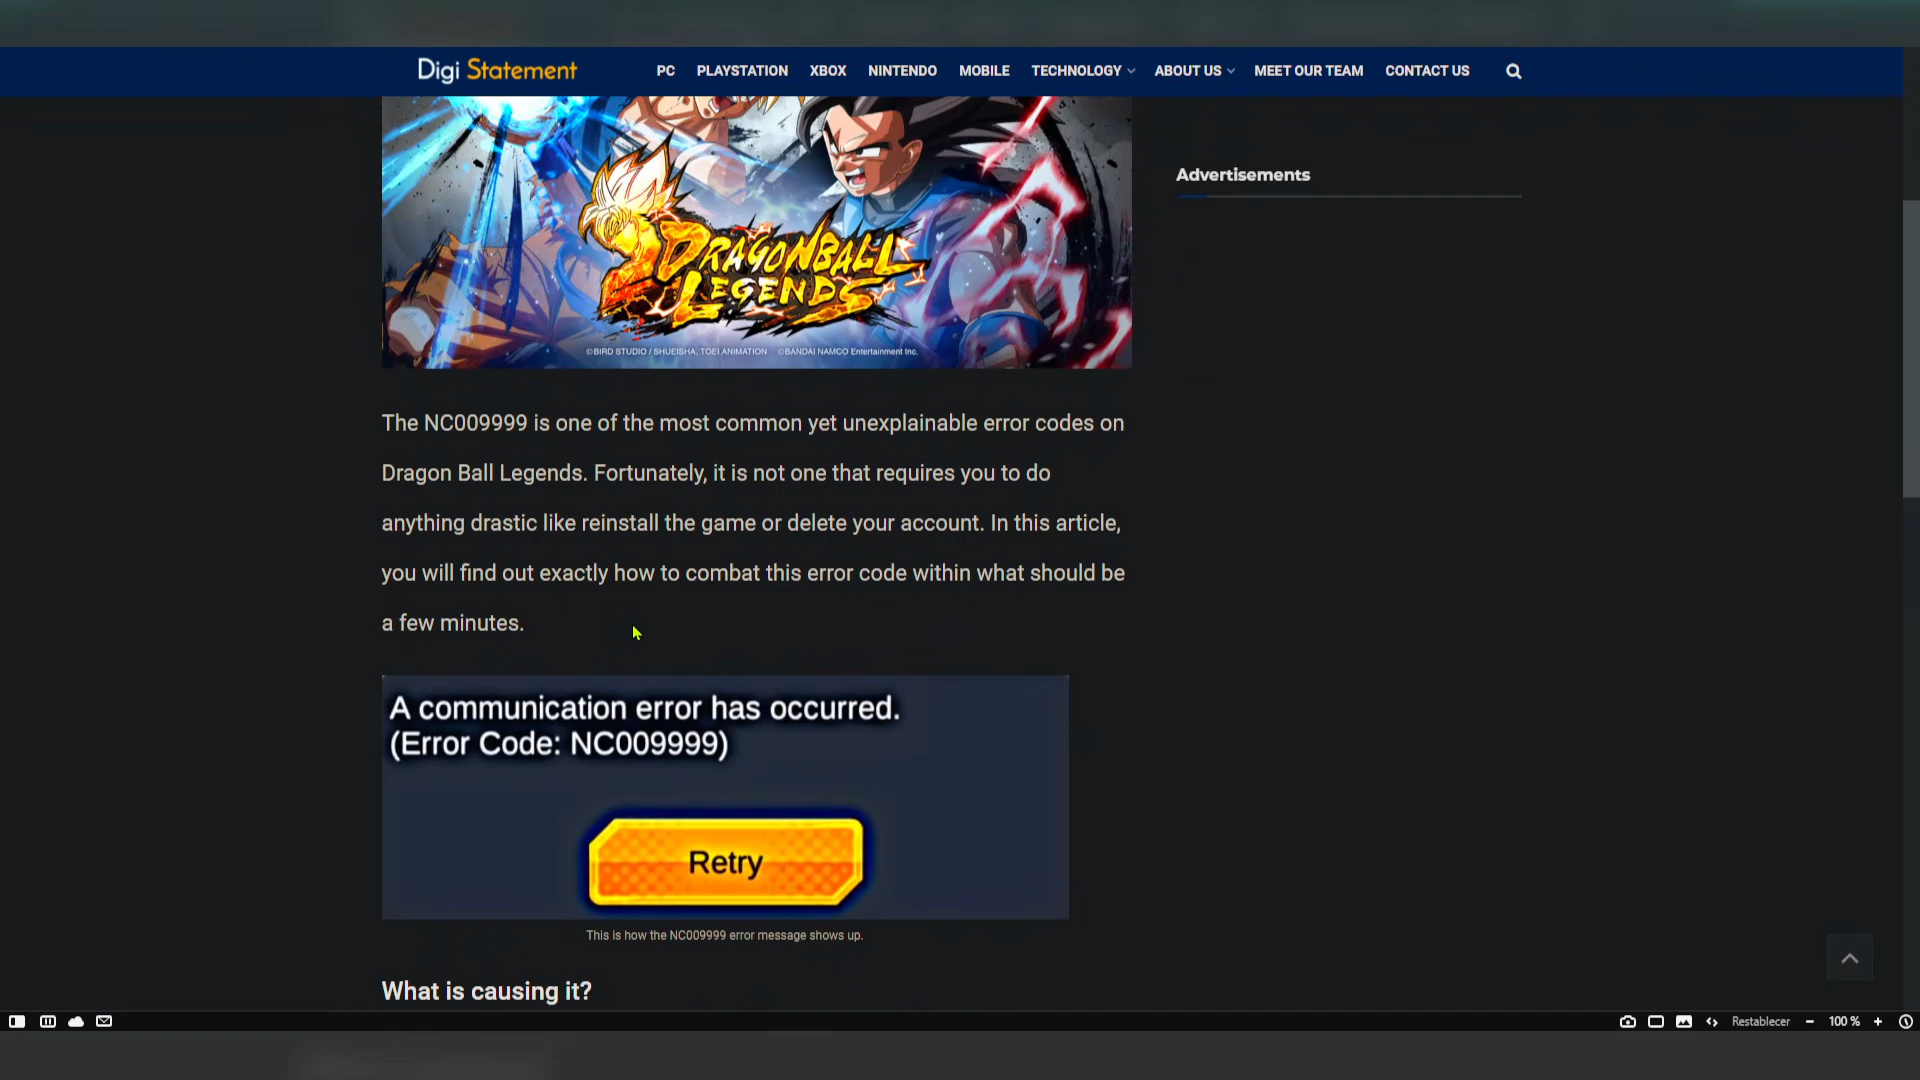 Digi Statement
PC PLAYSTATION XBOX NINTENDO MOBILE TECHNOLOGY ABOUT US MEET OUR TEAM CONTACT US
DRAGONBALL
LEGENDS
©BIRD STUDIO / SHUEISHA, TOEI ANIMATION ©BANDAI NAMCO Entertainment Inc.
Advertisements
The NC009999 is one of the most common yet unexplainable error codes on
Dragon Ball Legends. Fortunately, it is not one that requires you to do
anything drastic like reinstall the game or delete your account. In this article,
you will find out exactly how to combat this error code within what should be
a few minutes.
A communication error has occurred.
(Error Code: NC009999)
Retry
This is how the NC009999 error message shows up.
What is causing it?
Restablecer − 100 % +